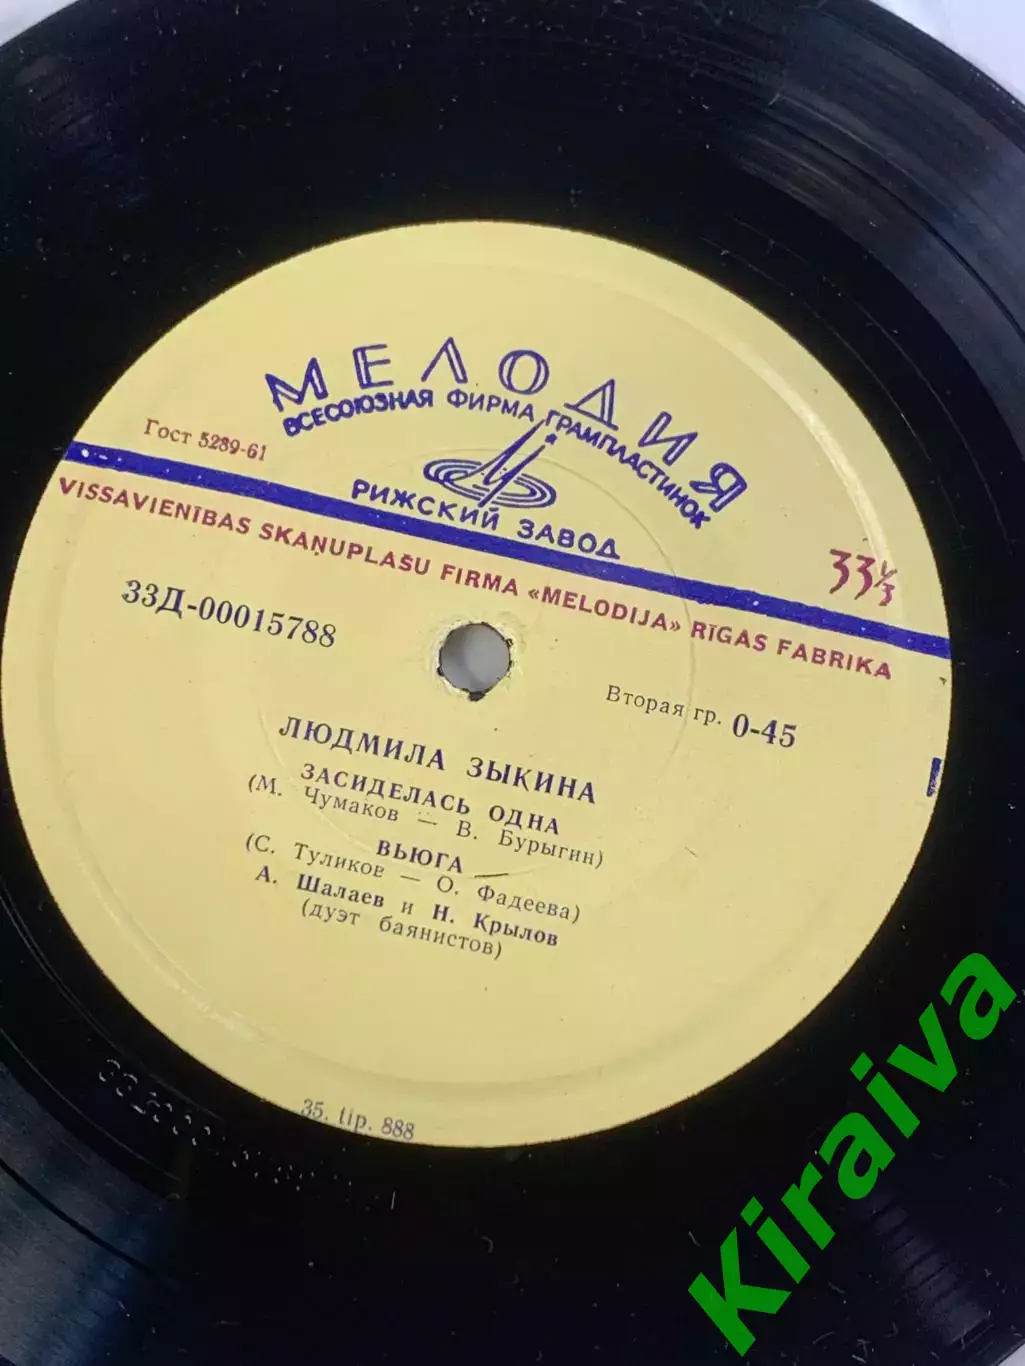 МЕЛОДИЯ
ВСЕСОЮЗНАЯ ФИРМА ГРАМПЛАСТИНОК
РИЖСКИЙ ЗАВОД
Гост 5289-61
33⅓
VISSAVIENĪBAS SKAŅUPLAŠU FIRMA «MELODIJA» RĪGAS FABRIKA
33Д-00015788
Вторая гр. 0-45
ЛЮДМИЛА ЗЫКИНА
ЗАСИДЕЛАСЬ ОДНА
(М. Чумаков — В. Бурыгин)
ВЬЮГА
(С. Туликов — О. Фадеева)
А. Шалаев и Н. Крылов
(дуэт баянистов)
35. tip. 888
Kiraiva